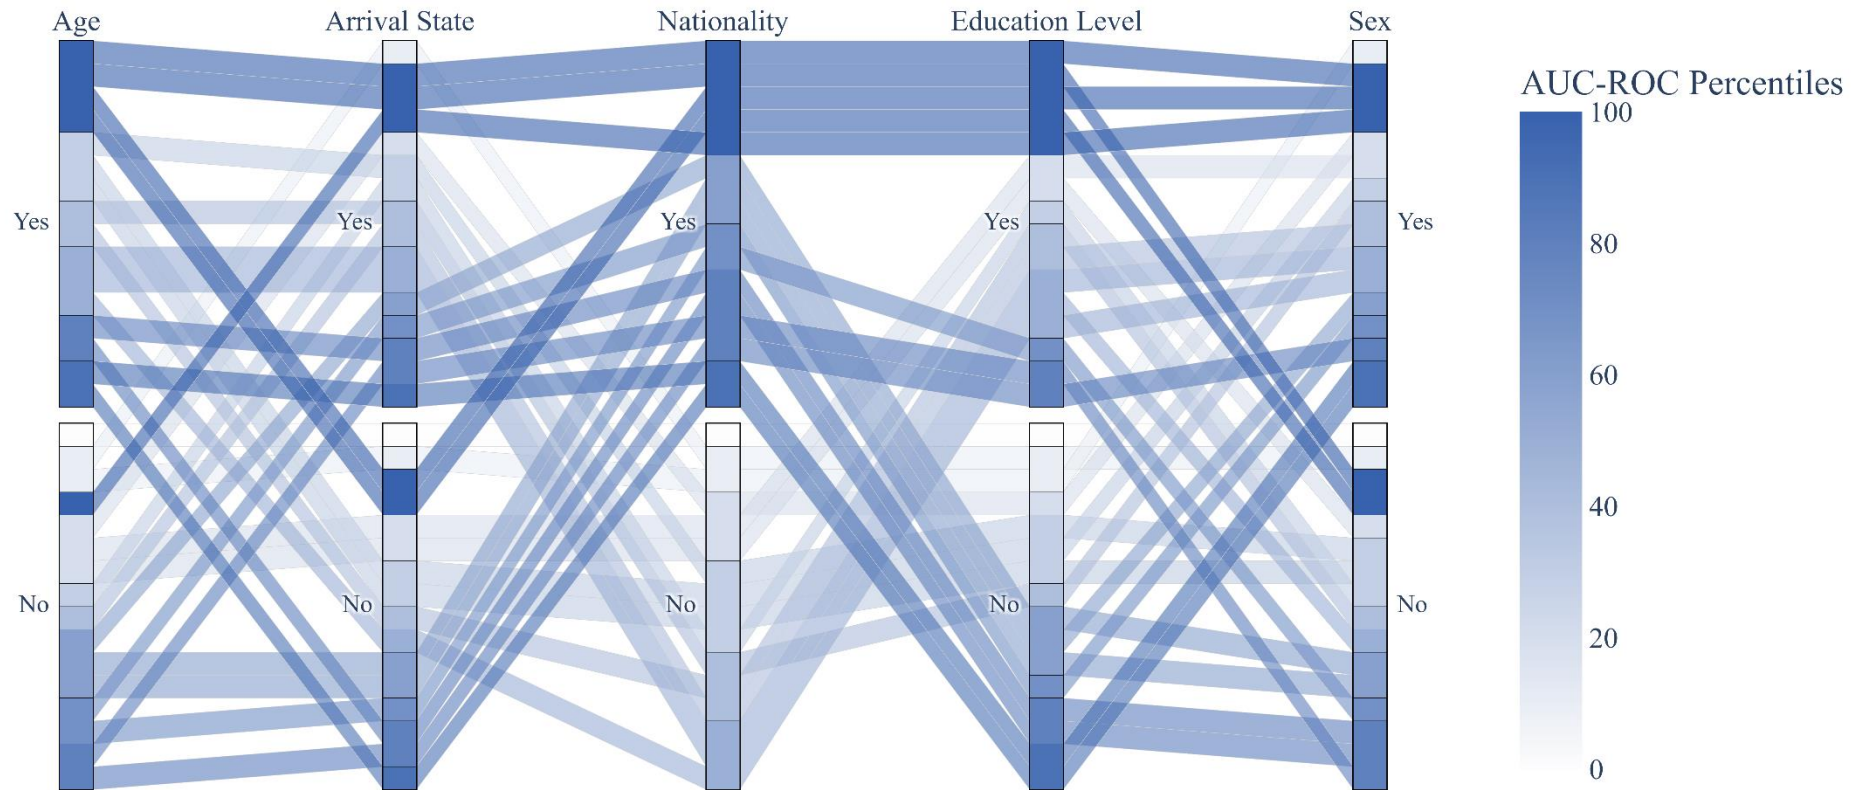 Age Arrival State Nationality Education Level Sex
AUC-ROC Percentiles
100
Yes Yes Yes Yes Yes
80
60
40
20
No No No No No
0